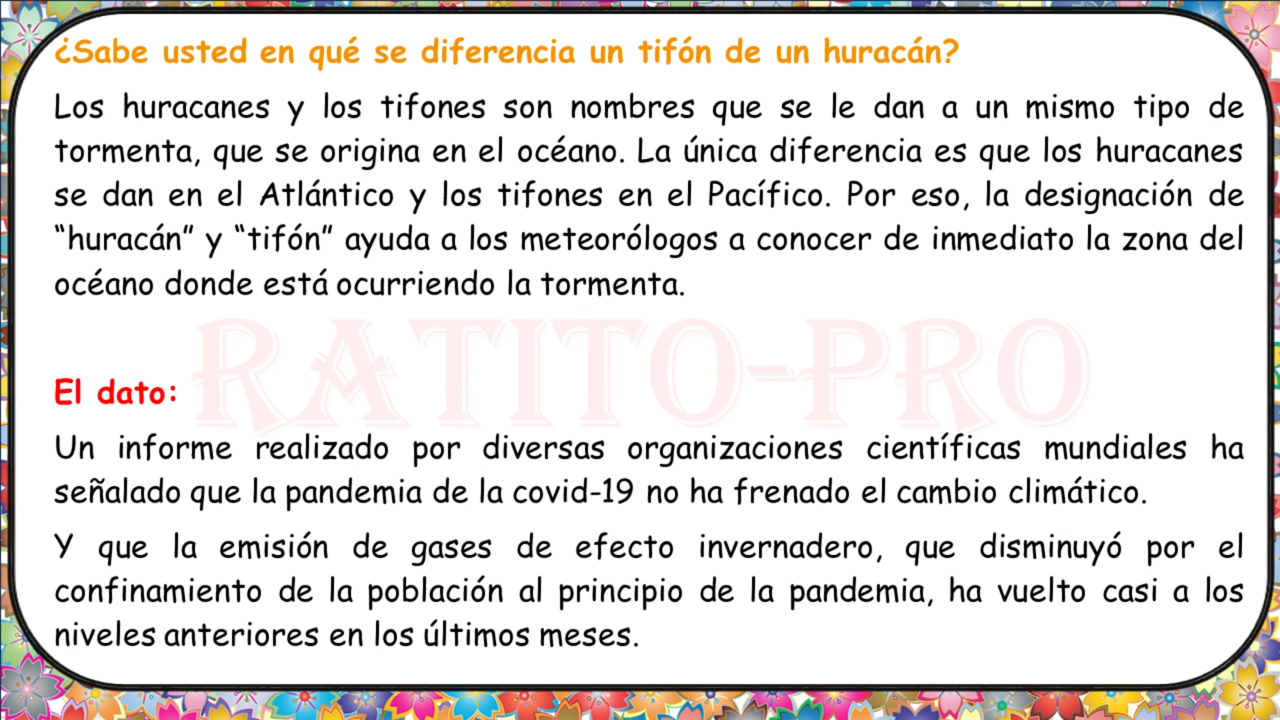 ¿Sabe usted en qué se diferencia un tifón de un huracán?
Los huracanes y los tifones son nombres que se le dan a un mismo tipo de
tormenta, que se origina en el océano. La única diferencia es que los huracanes
se dan en el Atlántico y los tifones en el Pacífico. Por eso, la designación de
“huracán” y “tifón” ayuda a los meteorólogos a conocer de inmediato la zona del
océano donde está ocurriendo la tormenta.
RATITO-PRO
El dato:
Un informe realizado por diversas organizaciones científicas mundiales ha
señalado que la pandemia de la covid-19 no ha frenado el cambio climático.
Y que la emisión de gases de efecto invernadero, que disminuyó por el
confinamiento de la población al principio de la pandemia, ha vuelto casi a los
niveles anteriores en los últimos meses.